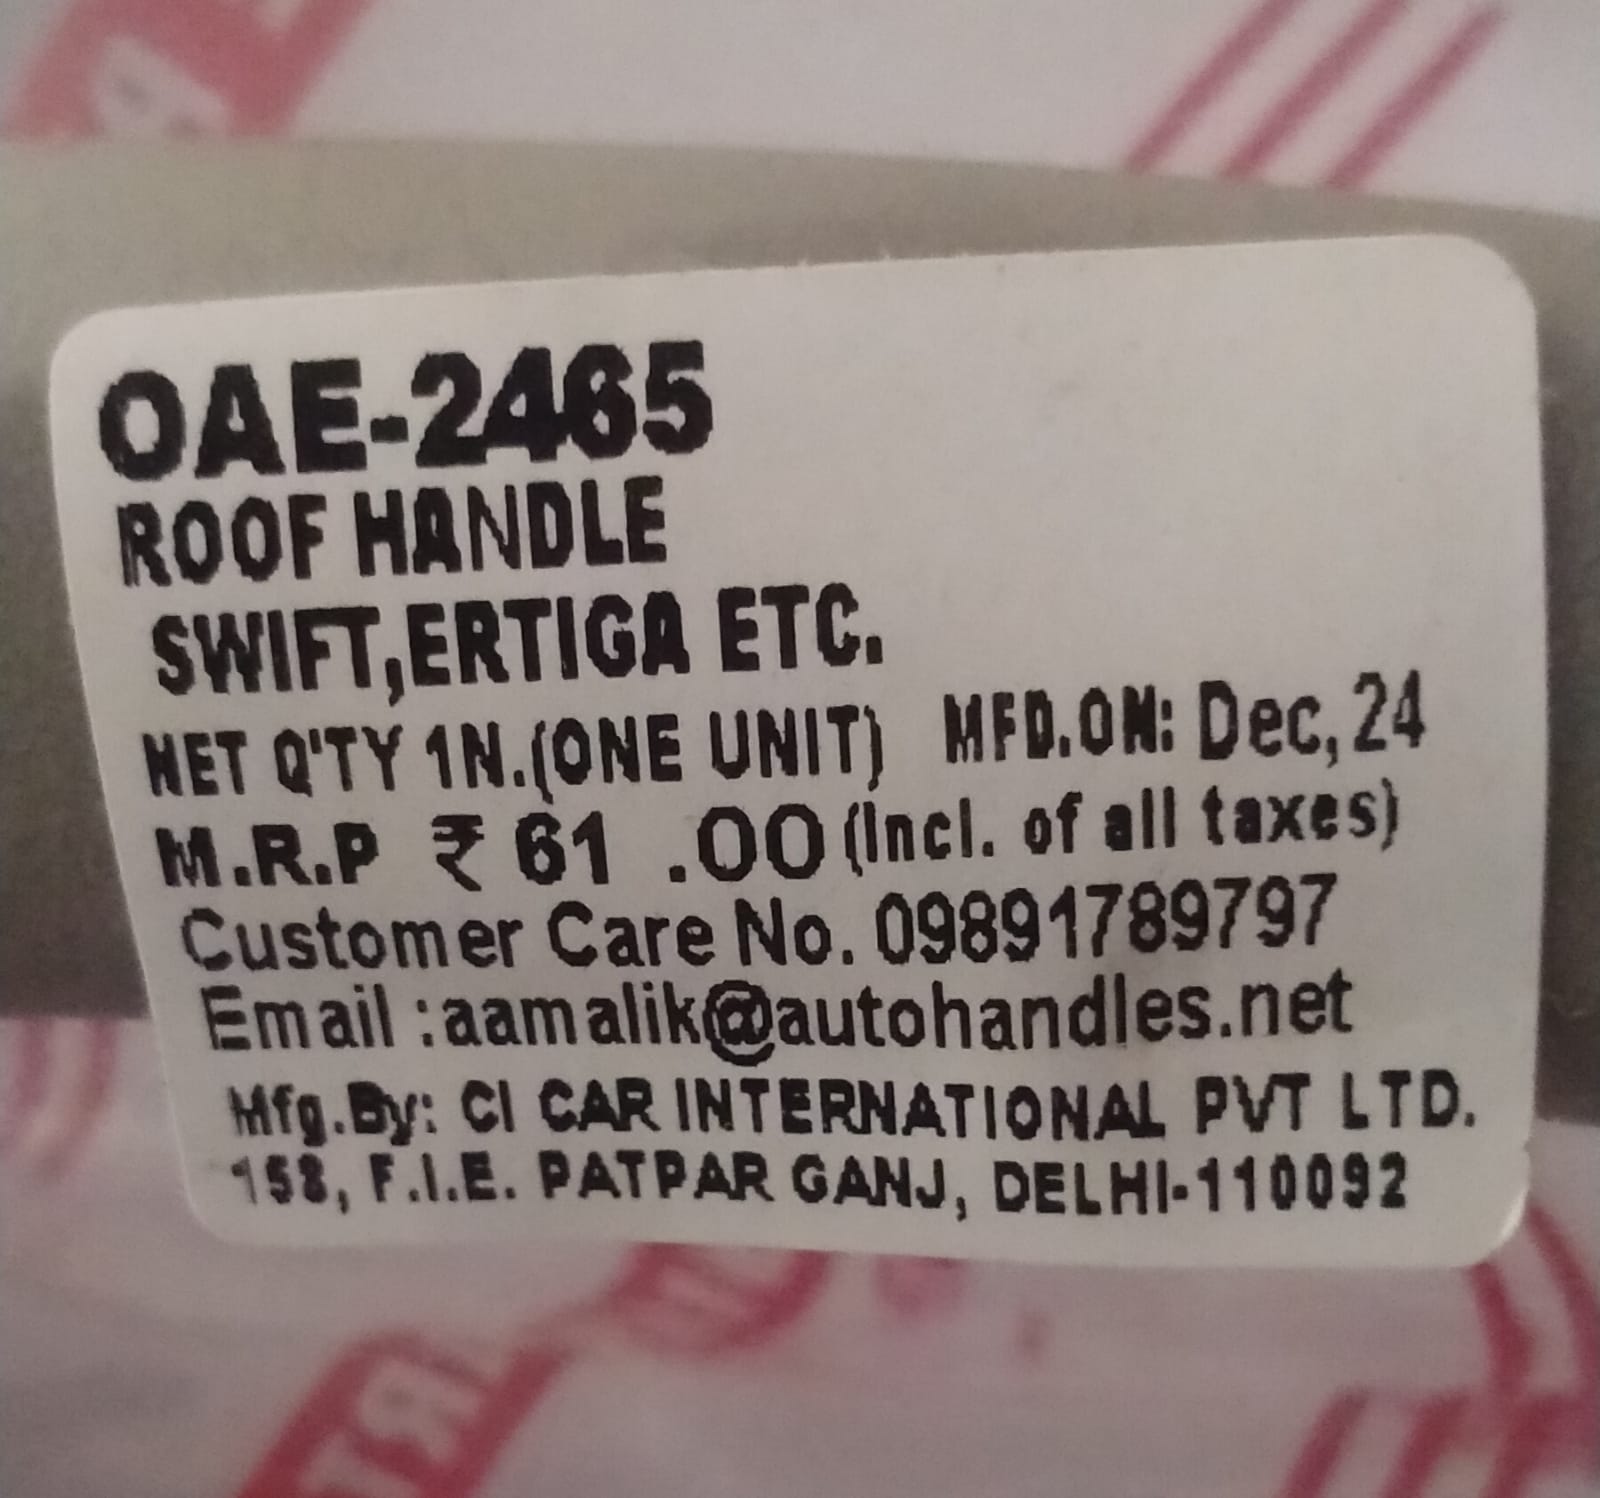 OAE-2465
ROOF HANDLE
SWIFT,ERTIGA ETC.
NET Q'TY 1N.(ONE UNIT) MFD.ON: Dec,24
M.R.P ₹ 61 .00 (Incl. of all taxes)
Customer Care No. 09891789797
Email :aamalik@autohandles.net
Mfg.By: CI CAR INTERNATIONAL PVT LTD.
158, F.I.E. PATPAR GANJ, DELHI-110092